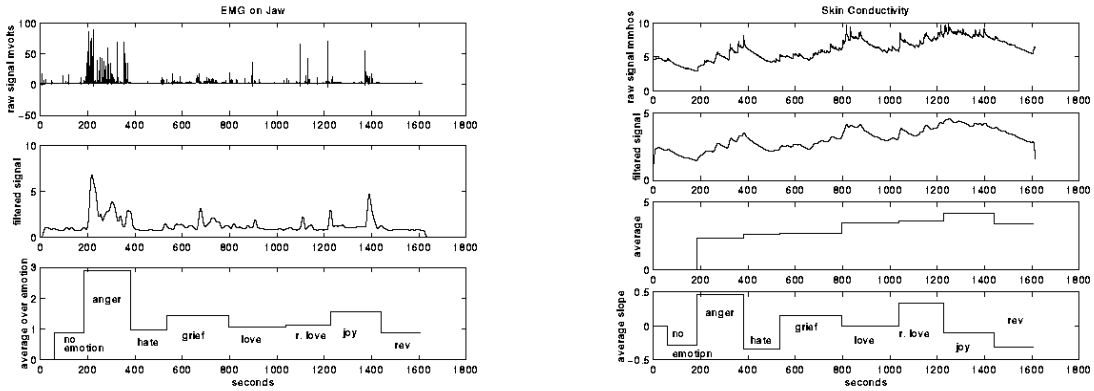 EMG on Jaw
raw signal mvolts
100
50
0
−50
0 200 400 600 800 1000 1200 1400 1600 1800
filtered signal
10
5
0
0 200 400 600 800 1000 1200 1400 1600 1800
average over emotion
3
2
1
0
no emotion
anger
hate
grief
love
r. love
joy
rev
0 200 400 600 800 1000 1200 1400 1600 1800
seconds
Skin Conductivity
raw signal mmhos
10
5
0
0 200 400 600 800 1000 1200 1400 1600 1800
filtered signal
5
0
0 200 400 600 800 1000 1200 1400 1600 1800
average
5
0
0 200 400 600 800 1000 1200 1400 1600 1800
average slope
0.5
0
−0.5
no emotion
anger
hate
grief
love
r. love
joy
rev
0 200 400 600 800 1000 1200 1400 1600 1800
seconds